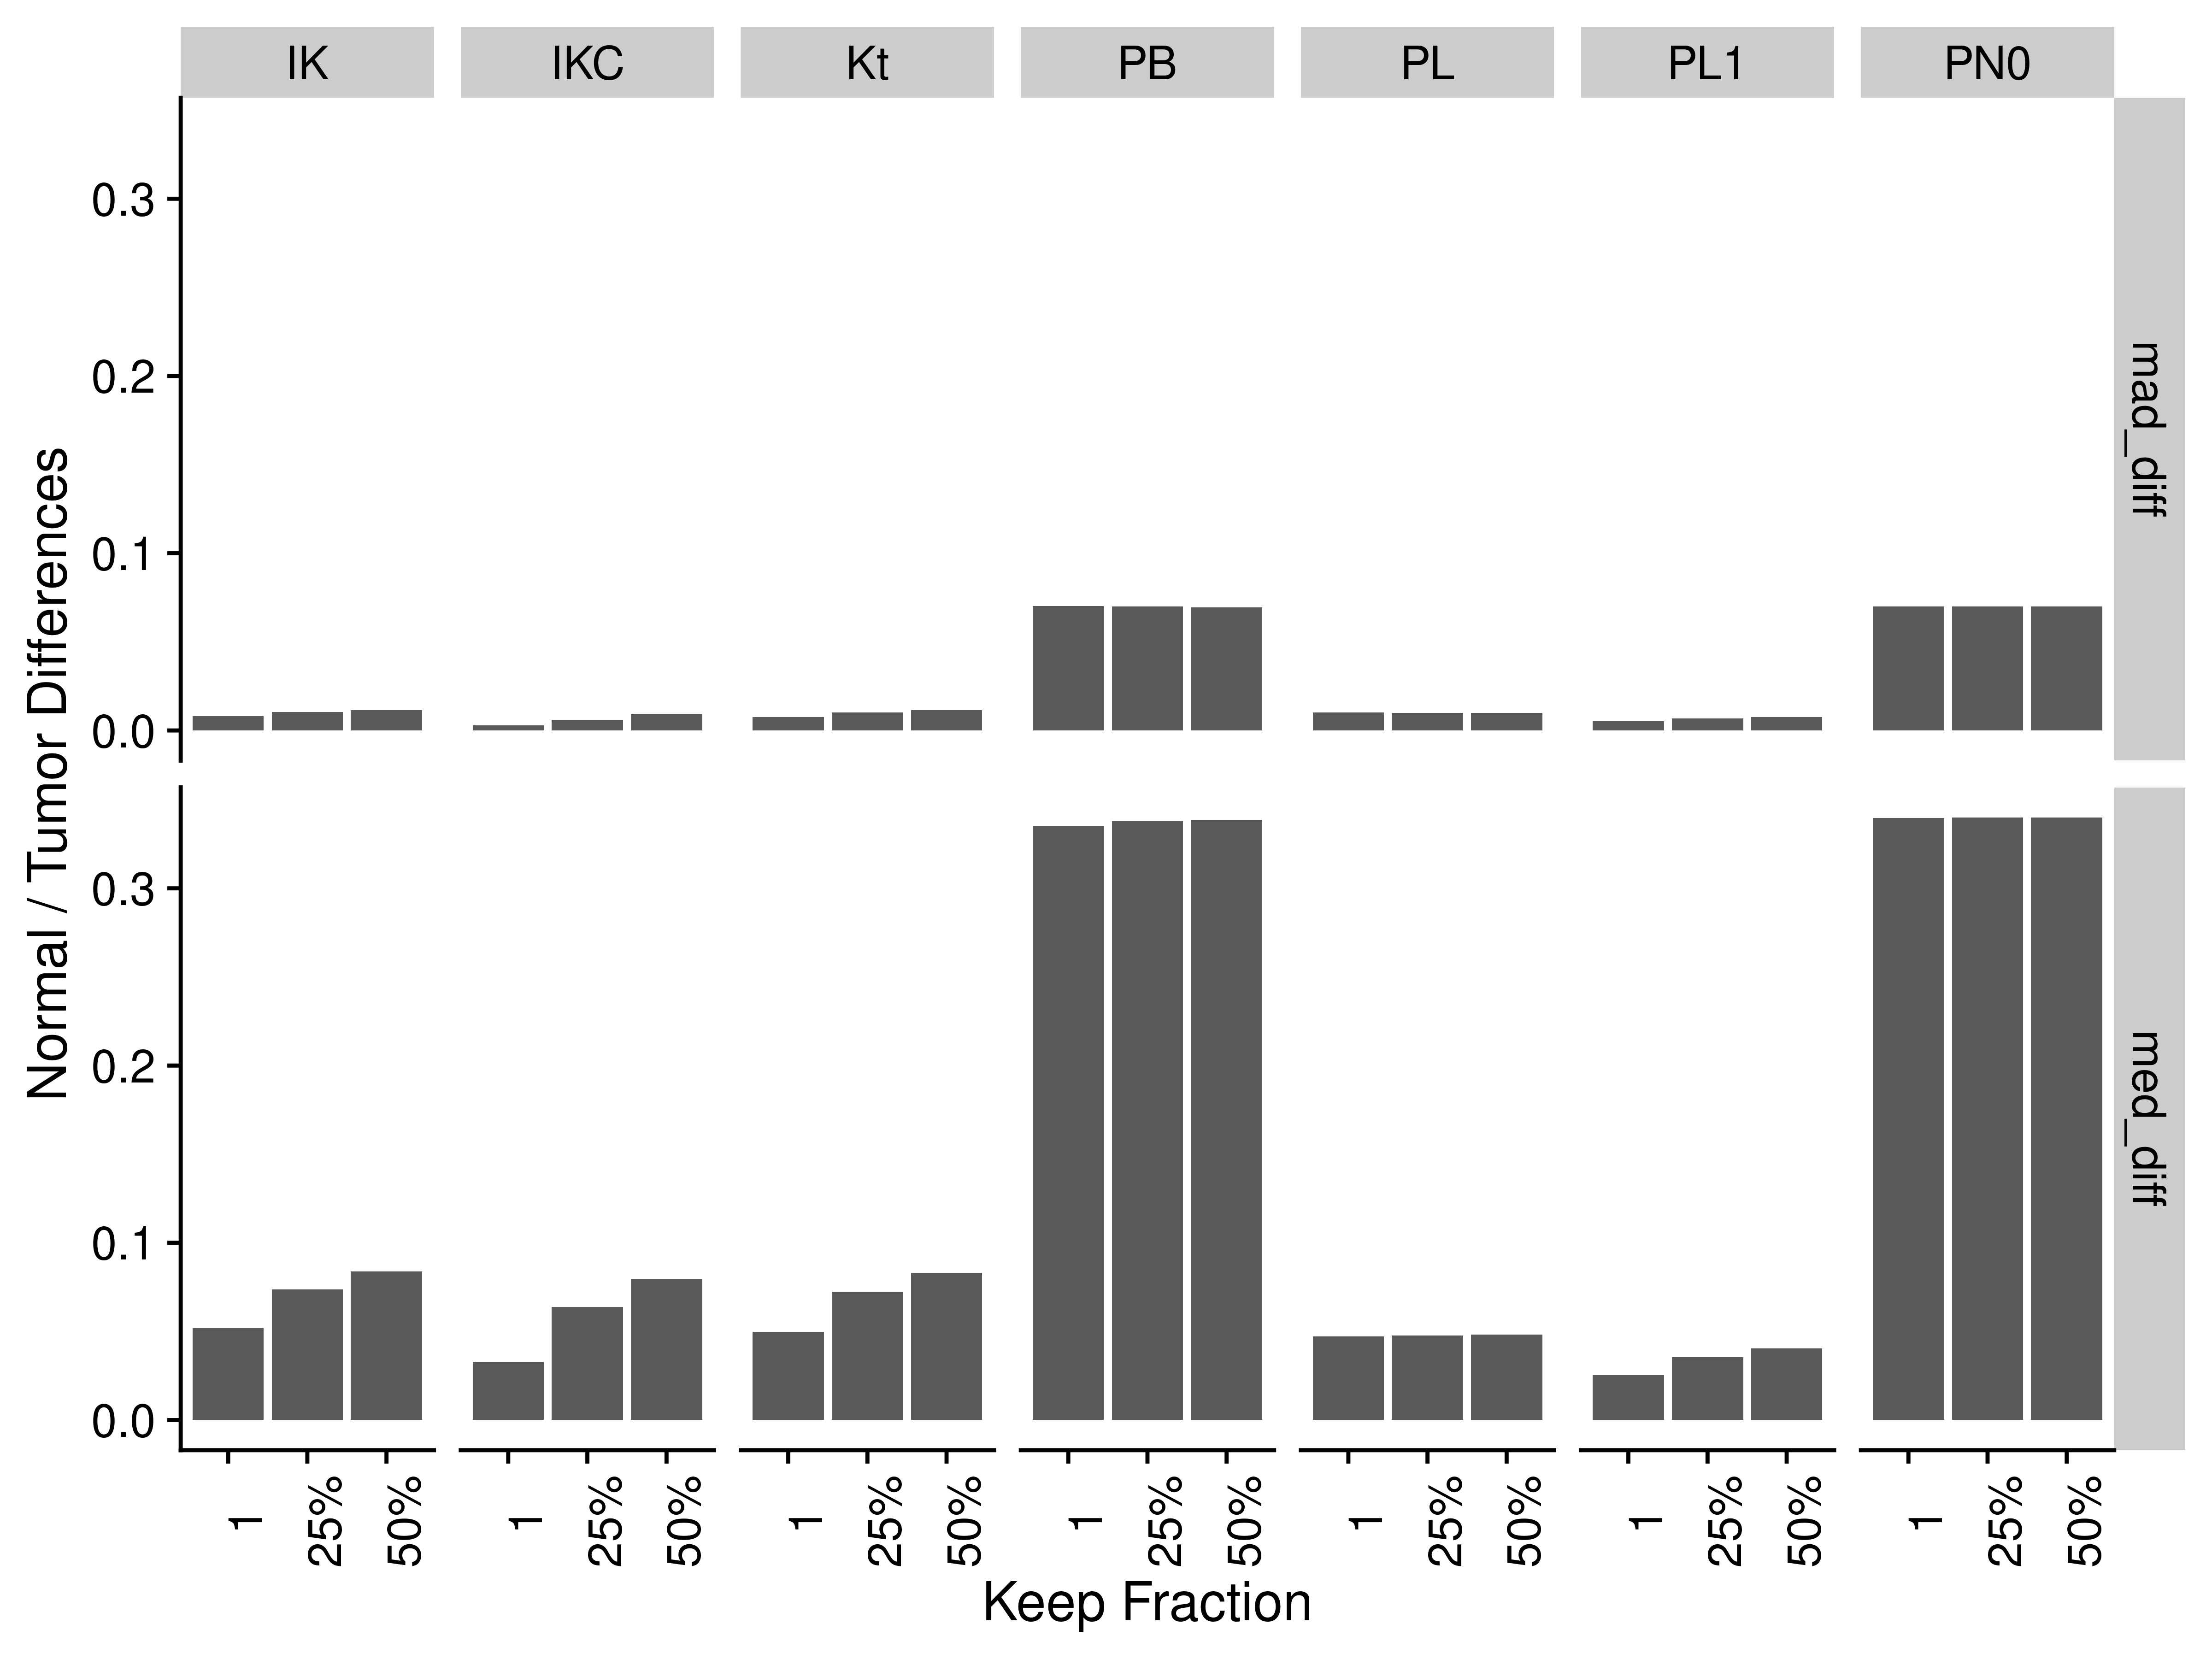 IK IKC Kt PB PL PL1 PN0
Normal / Tumor Differences
0.3
0.2
0.1
0.0
mad_diff
0.3
0.2
0.1
0.0
med_diff
1 25% 50% 1 25% 50% 1 25% 50% 1 25% 50% 1 25% 50% 1 25% 50% 1 25% 50%
Keep Fraction